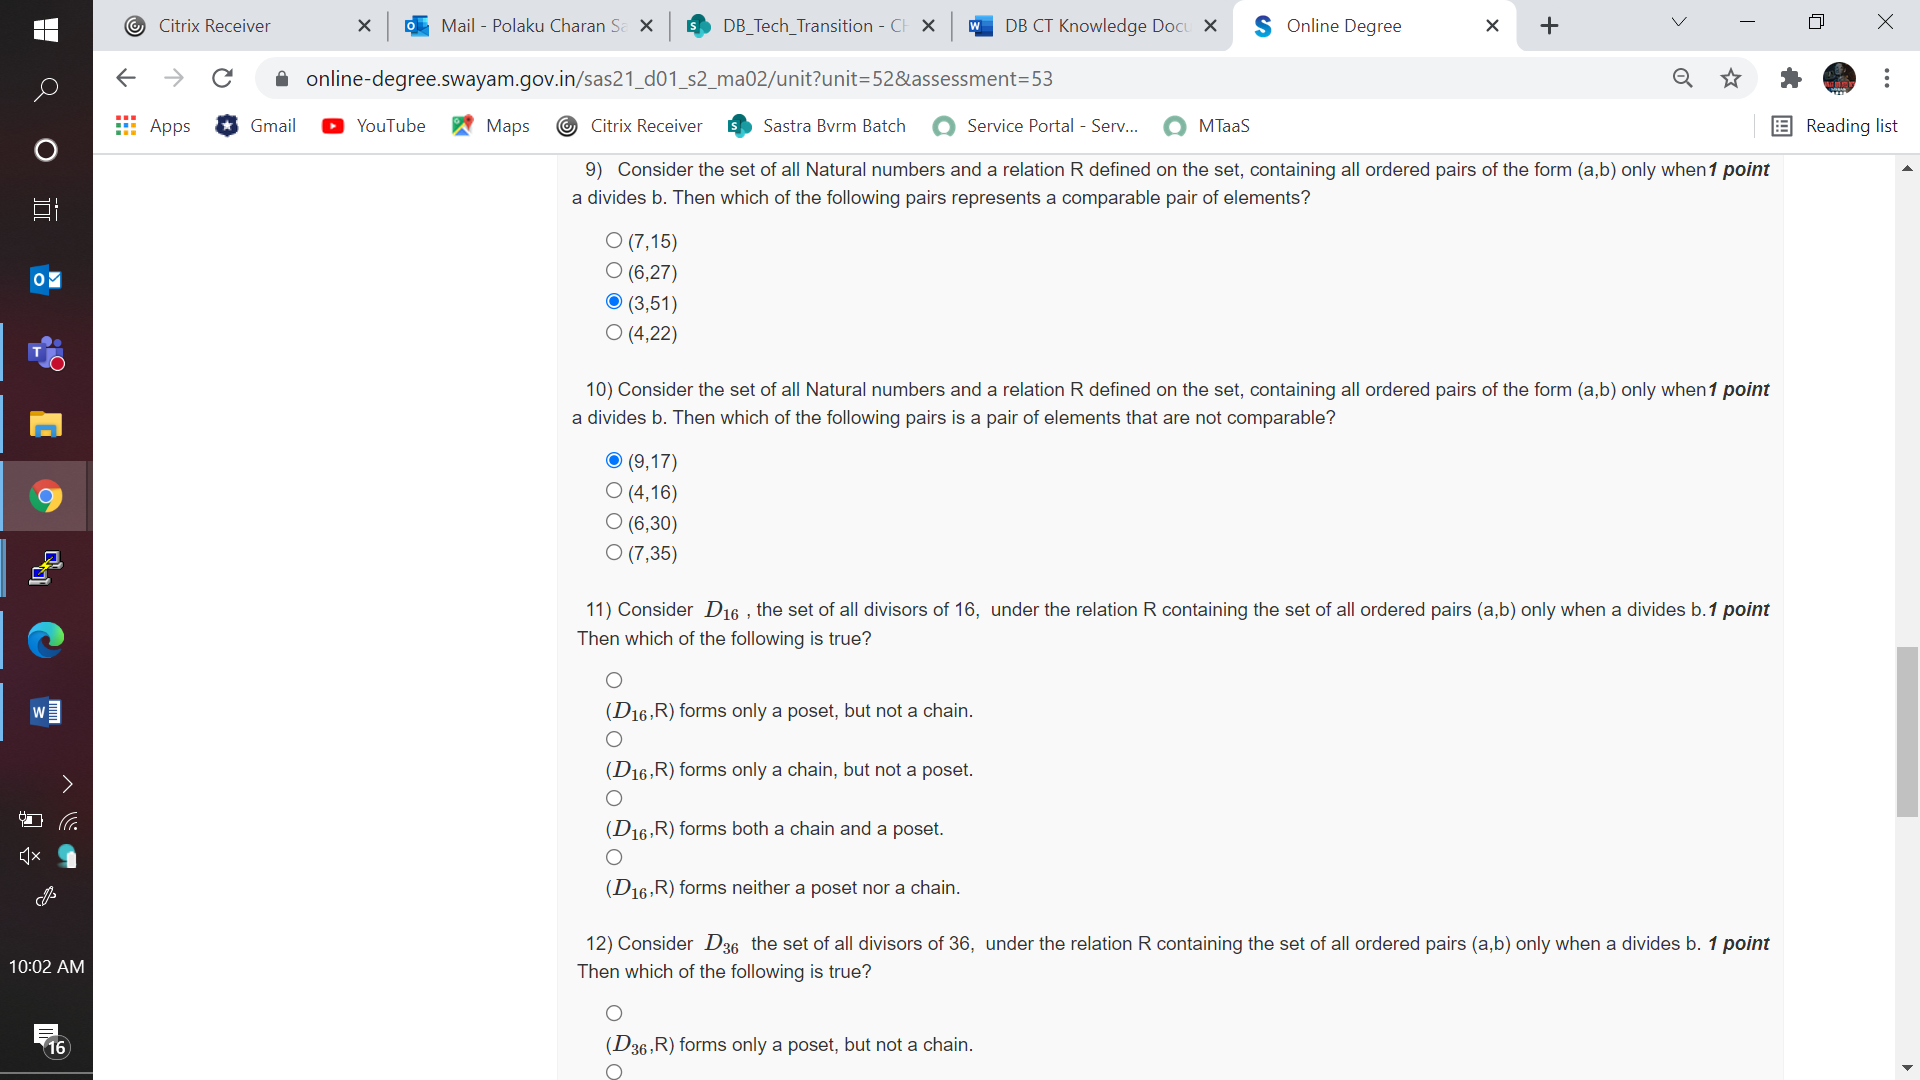 Citrix Receiver
Mail - Polaku Charan Sa
DB_Tech_Transition - CH
DB CT Knowledge Docu
Online Degree
online-degree.swayam.gov.in/sas21_d01_s2_ma02/unit?unit=52&assessment=53
Apps
Gmail
YouTube
Maps
Citrix Receiver
Sastra Bvrm Batch
Service Portal - Serv...
MTaaS
Reading list
9) Consider the set of all Natural numbers and a relation R defined on the set, containing all ordered pairs of the form (a,b) only when 1 point
a divides b. Then which of the following pairs represents a comparable pair of elements?
(7,15)
(6,27)
(3,51)
(4,22)
10) Consider the set of all Natural numbers and a relation R defined on the set, containing all ordered pairs of the form (a,b) only when 1 point
a divides b. Then which of the following pairs is a pair of elements that are not comparable?
(9,17)
(4,16)
(6,30)
(7,35)
11) Consider D16 , the set of all divisors of 16, under the relation R containing the set of all ordered pairs (a,b) only when a divides b. 1 point
Then which of the following is true?
(D16,R) forms only a poset, but not a chain.
(D16,R) forms only a chain, but not a poset.
(D16,R) forms both a chain and a poset.
(D16,R) forms neither a poset nor a chain.
12) Consider D36 the set of all divisors of 36, under the relation R containing the set of all ordered pairs (a,b) only when a divides b. 1 point
Then which of the following is true?
(D36,R) forms only a poset, but not a chain.
10:02 AM
16